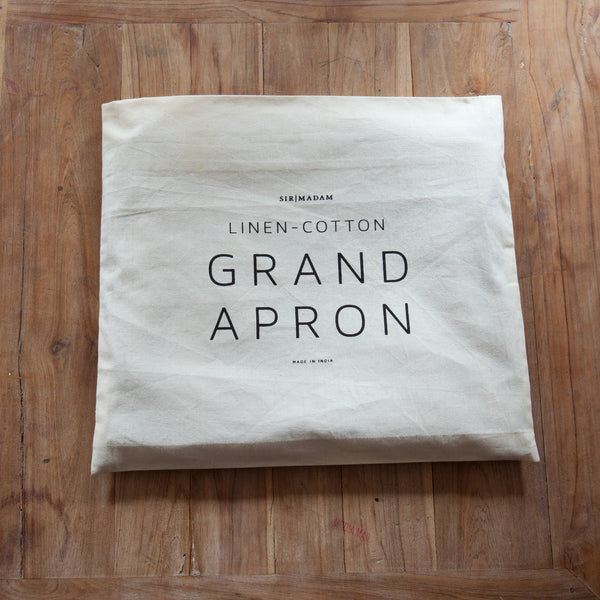 SIR|MADAM
LINEN-COTTON
GRAND
APRON
MADE IN INDIA